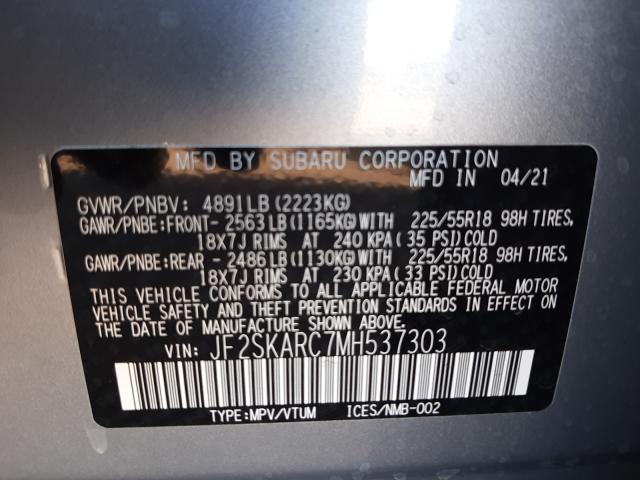 MFD BY SUBARU CORPORATION
MFD IN 04/21
GVWR/PNBV: 4891LB (2223KG)
GAWR/PNBE:FRONT-2563LB(1165KG)WITH 225/55R18 98H TIRES,
18X7J RIMS AT 240 KPA(35 PSI)COLD
GAWR/PNBE:REAR -2486LB(1130KG)WITH 225/55R18 98H TIRES,
18X7J RIMS AT 230 KPA(33 PSI)COLD
THIS VEHICLE CONFORMS TO ALL APPLICABLE FEDERAL MOTOR
VEHICLE SAFETY, BUMPER, AND THEFT PREVENTION STANDARDS IN EFFECT ON
THE DATE OF MANUFACTURE SHOWN ABOVE.
VIN: JF2SKARC7MH537303
TYPE:MPV/VTUM ICES/NMB-002